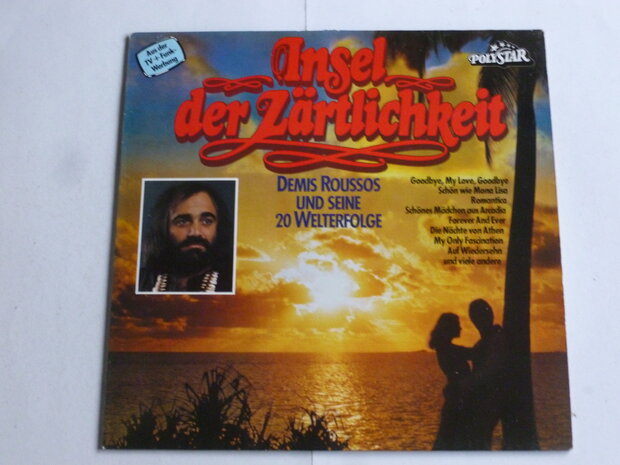 Aus der
TV + Funk-
Werbung
Insel
der Zärtlichkeit
POLYSTAR
DEMIS ROUSSOS
UND SEINE
20 WELTERFOLGE
Goodbye, My Love, Goodbye
Schön wie Mona Lisa
Romantica
Schönes Mädchen aus Arcadia
Forever And Ever
Die Nächte von Athen
My Only Fascination
Auf Wiedersehn
und viele andere